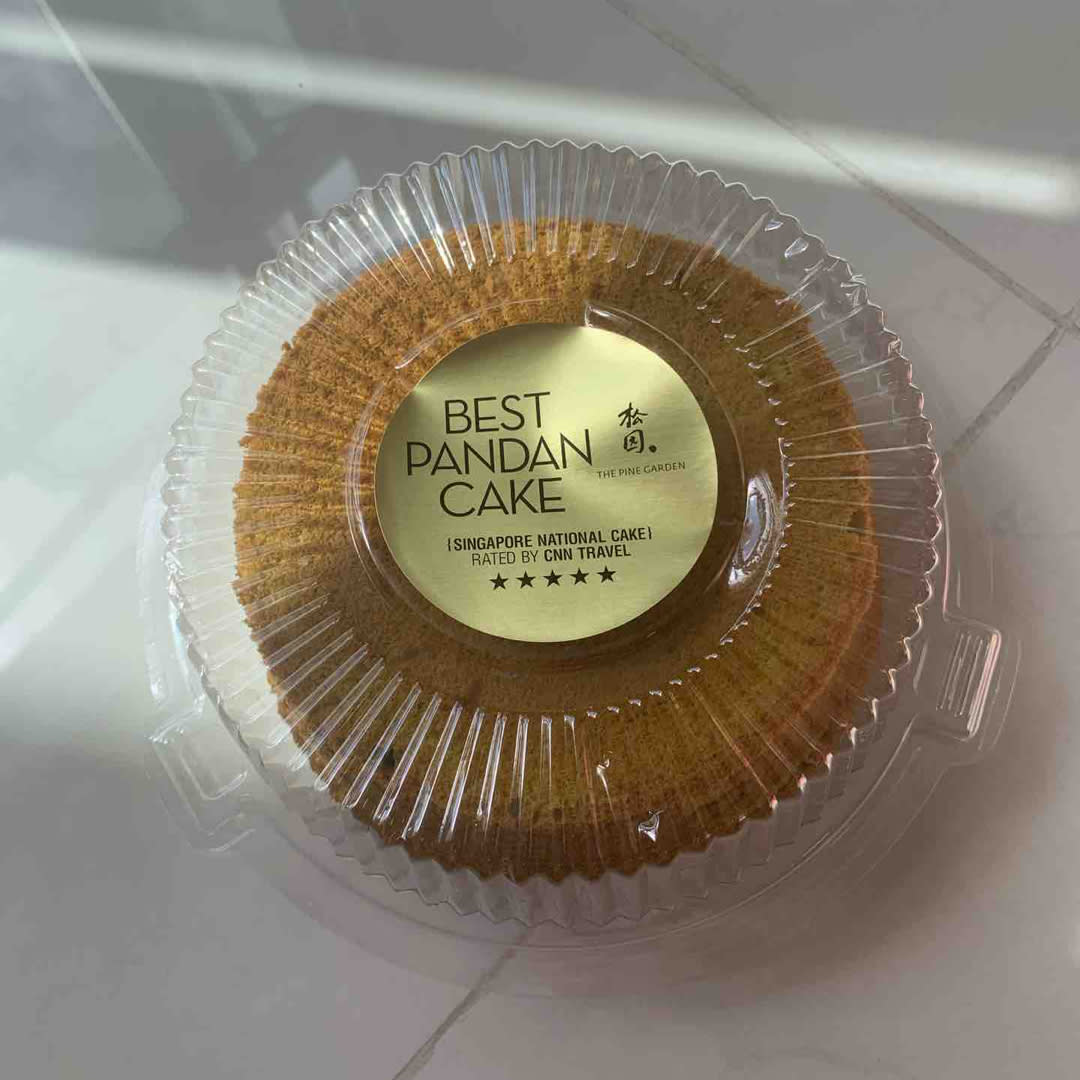 BEST
PANDAN
CAKE
松
园
THE PINE GARDEN
{SINGAPORE NATIONAL CAKE}
RATED BY CNN TRAVEL